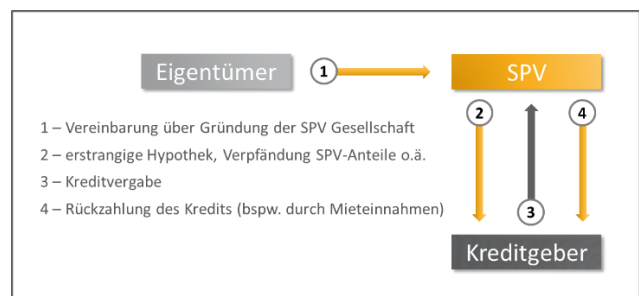 Eigentümer
1
SPV
2
4
1 – Vereinbarung über Gründung der SPV Gesellschaft
2 – erstrangige Hypothek, Verpfändung SPV-Anteile o.ä.
3 – Kreditvergabe
4 – Rückzahlung des Kredits (bspw. durch Mieteinnahmen)
3
Kreditgeber